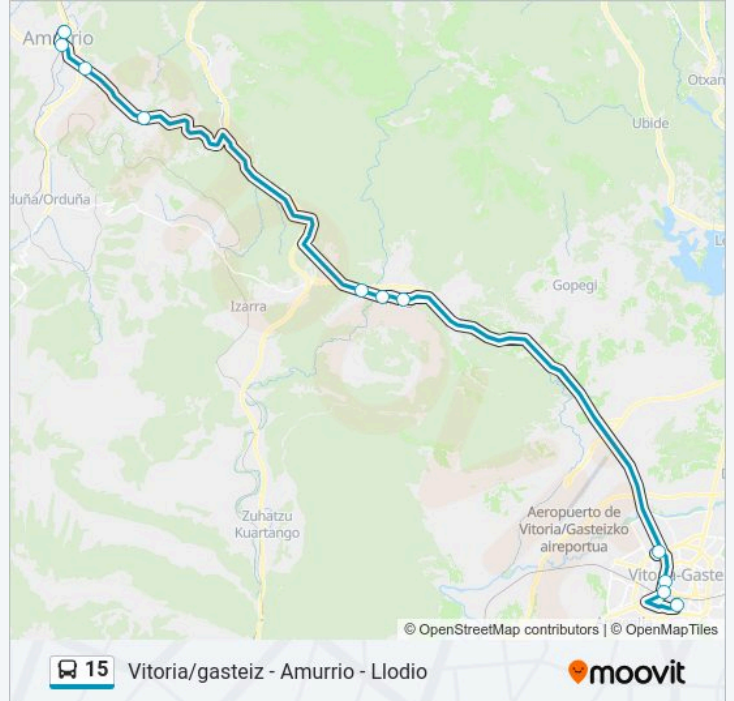 Amurrio
Otxan
Ubide
duña/Orduña
Gopegi
Izarra
Zuhatzu
Kuartango
Aeropuerto de
Vitoria/Gasteizko
aireportua
Vitoria-Gaste
© OpenStreetMap contributors | © OpenMapTiles
15 Vitoria/gasteiz - Amurrio - Llodio
moovit